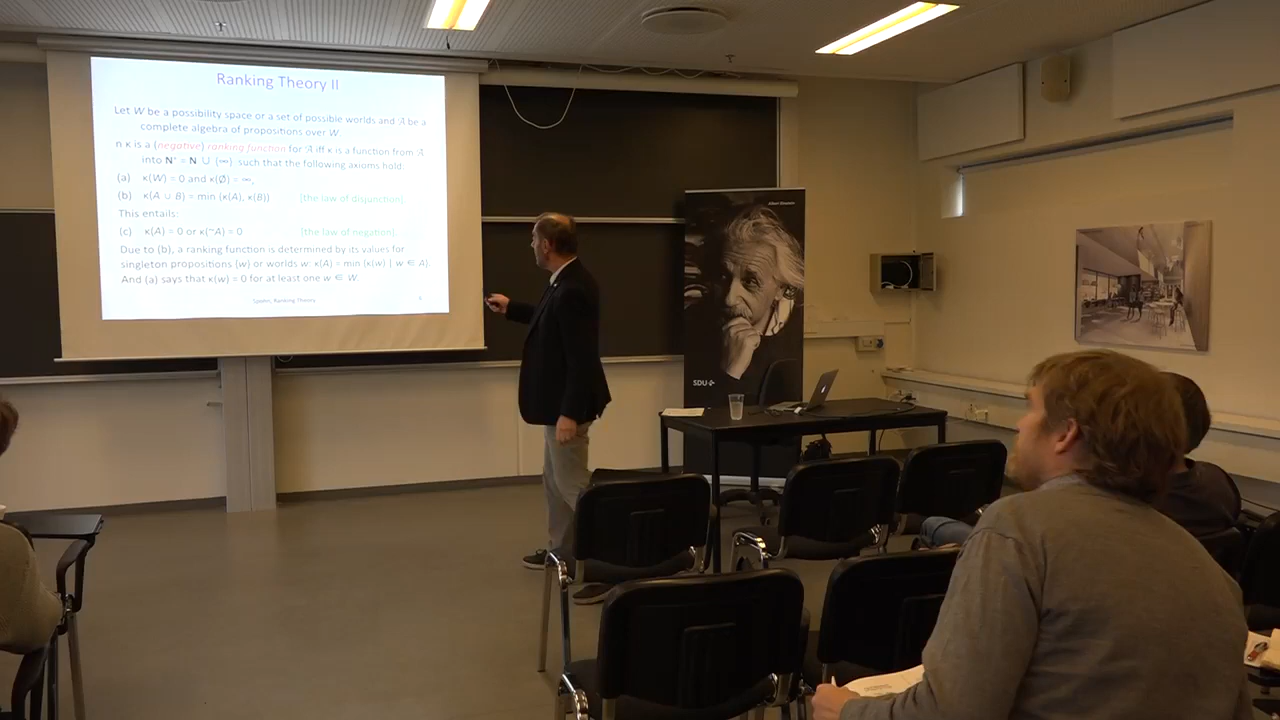 Ranking Theory II
Let W be a possibility space or a set of possible worlds and 𝒜 be a
complete algebra of propositions over W.
n κ is a (negative) ranking function for 𝒜 iff κ is a function from 𝒜
into N⁺ = N ∪ {∞} such that the following axioms hold:
(a) κ(W) = 0 and κ(∅) = ∞,
(b) κ(A ∪ B) = min {κ(A), κ(B)} [the law of disjunction]
This entails:
(c) κ(A) = 0 or κ(¬A) = 0 [the law of negation]
Due to (b), a ranking function is determined by its values for
singleton propositions {w} or worlds w: κ(A) = min {κ(w) | w ∈ A}.
And (a) says that κ(w) = 0 for at least one w ∈ W.
Spohn, Ranking Theory
Albert Einstein
SDU